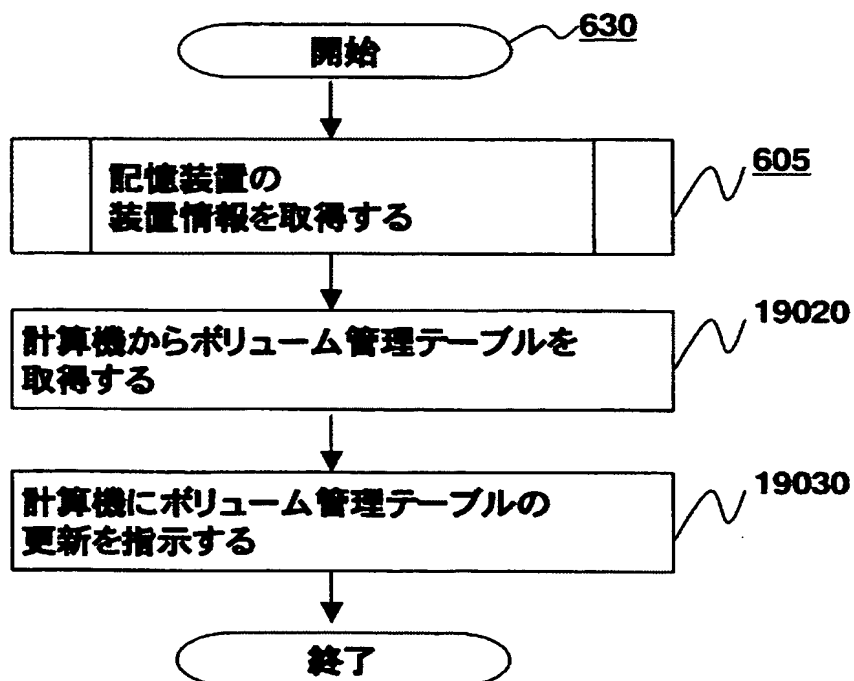 開始
630
記憶装置の
装置情報を取得する
605
計算機からボリューム管理テーブルを
取得する
19020
計算機にボリューム管理テーブルの
更新を指示する
19030
終了